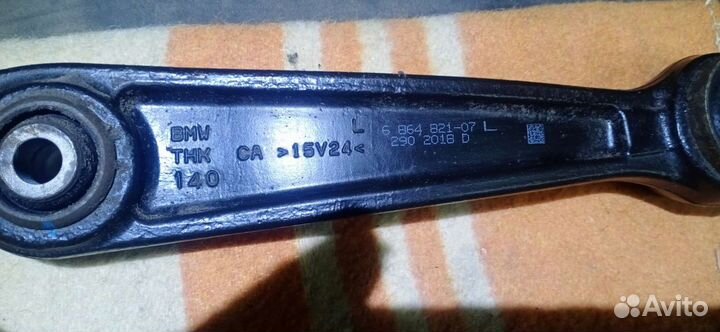 BMW
THK
140
CA >15V24<
L
6 864 821-07 L
290 2018 D
Avito